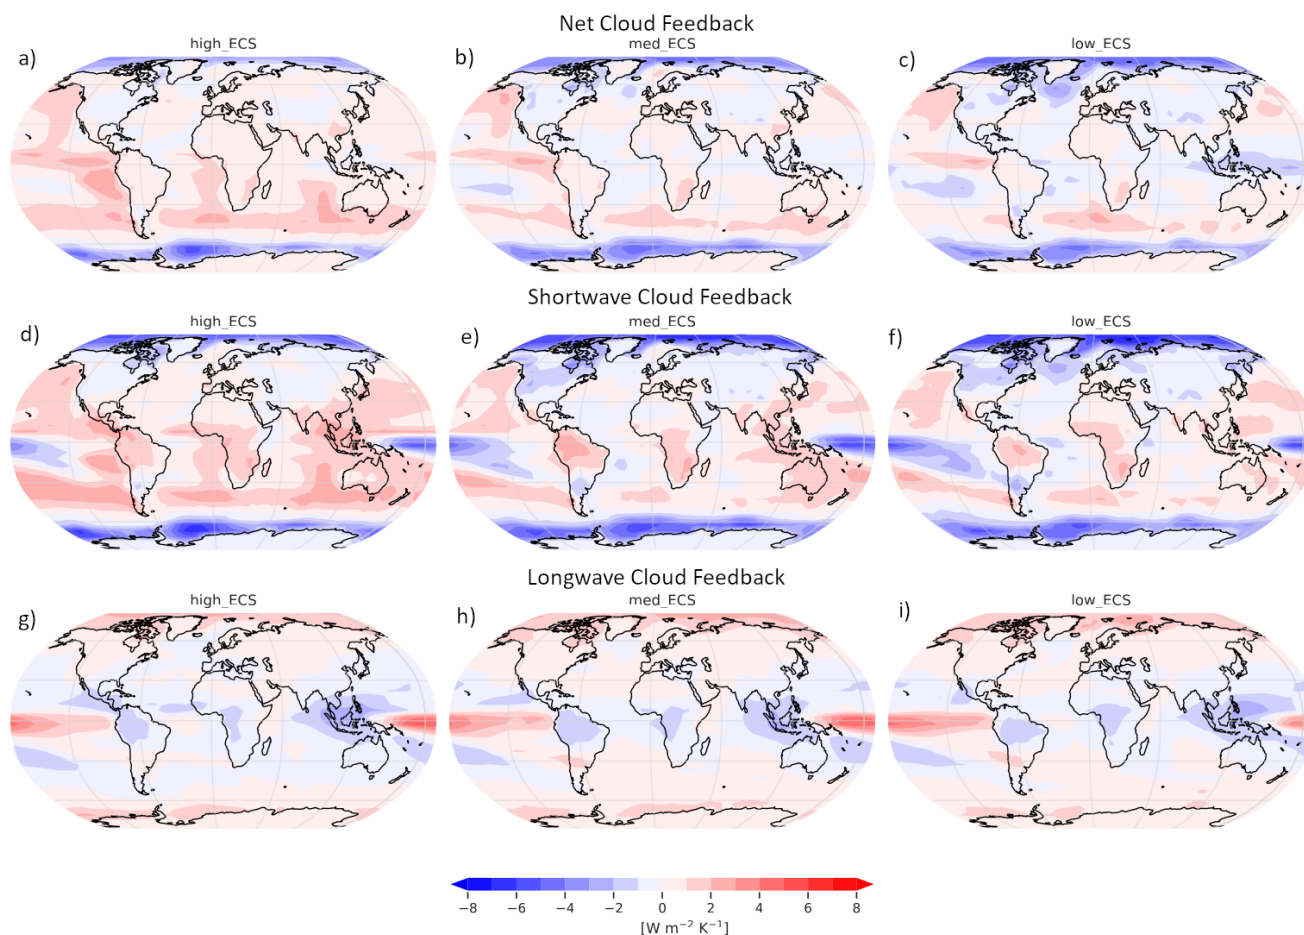 Net Cloud Feedback
a)
high_ECS
b)
med_ECS
c)
low_ECS
Shortwave Cloud Feedback
d)
high_ECS
e)
med_ECS
f)
low_ECS
Longwave Cloud Feedback
g)
high_ECS
h)
med_ECS
i)
low_ECS
−8 −6 −4 −2 0 2 4 6 8
[W m⁻² K⁻¹]